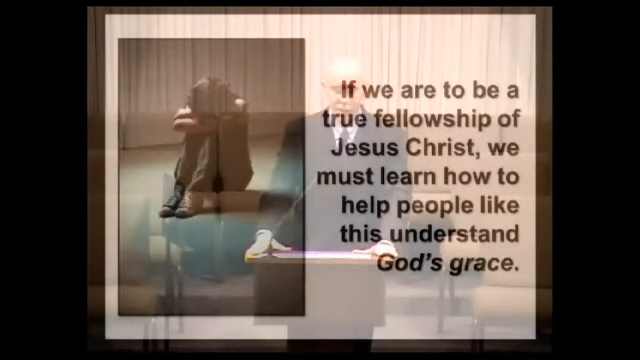 If we are to be a
true fellowship of
Jesus Christ, we
must learn how to
help people like
this understand
God's grace.